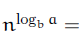 n^{log_b a} =